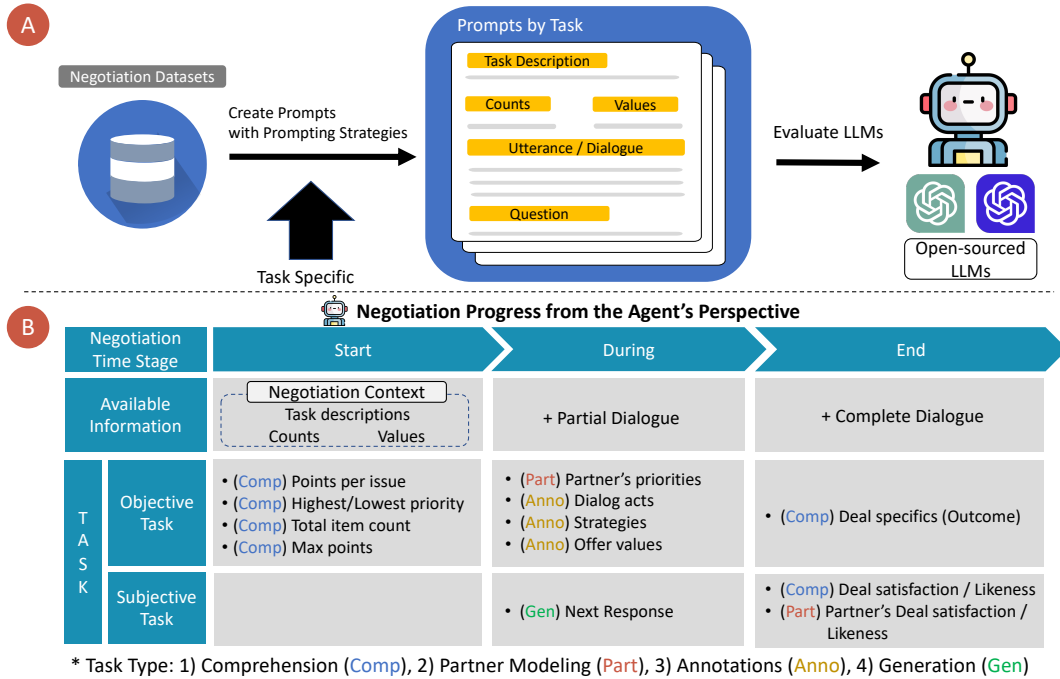 A
Prompts by Task
Negotiation Datasets
Create Prompts
with Prompting Strategies
Task Specific
Task Description
Counts
Values
Utterance / Dialogue
Question
Evaluate LLMs
Open-sourced
LLMs
B
Negotiation Progress from the Agent's Perspective
Negotiation
Time Stage
Start
During
End
Available
Information
Negotiation Context
Task descriptions
Counts
Values
+ Partial Dialogue
+ Complete Dialogue
TASK
Objective
Task
• (Comp) Points per issue
• (Comp) Highest/Lowest priority
• (Comp) Total item count
• (Comp) Max points
• (Part) Partner's priorities
• (Anno) Dialog acts
• (Anno) Strategies
• (Anno) Offer values
• (Comp) Deal specifics (Outcome)
Subjective
Task
• (Gen) Next Response
• (Comp) Deal satisfaction / Likeness
• (Part) Partner's Deal satisfaction /
Likeness
* Task Type: 1) Comprehension (Comp), 2) Partner Modeling (Part), 3) Annotations (Anno), 4) Generation (Gen)